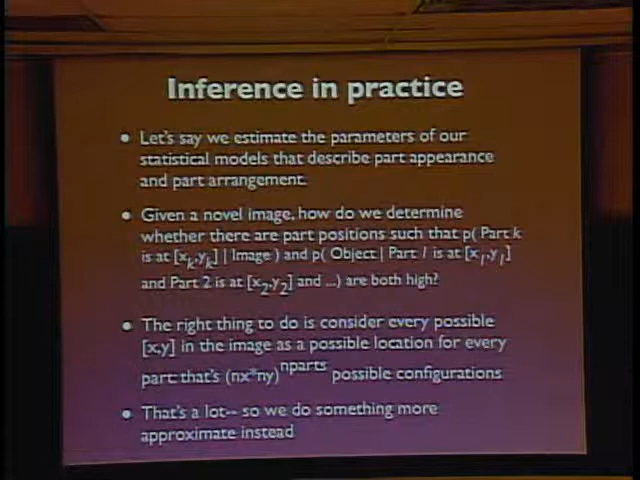 Inference in practice
• Let's say we estimate the parameters of our
statistical models that describe part appearance
and part arrangement.
• Given a novel image, how do we determine
whether there are part positions such that p( Part k
is at [xk,yk] | Image ) and p( Object | Part 1 is at [x1,y1]
and Part 2 is at [x2,y2] and ...) are both high?
• The right thing to do is consider every possible
[x,y] in the image as a possible location for every
part that's (nx*ny)^nparts possible configurations
• That's a lot-- so we do something more
approximate instead